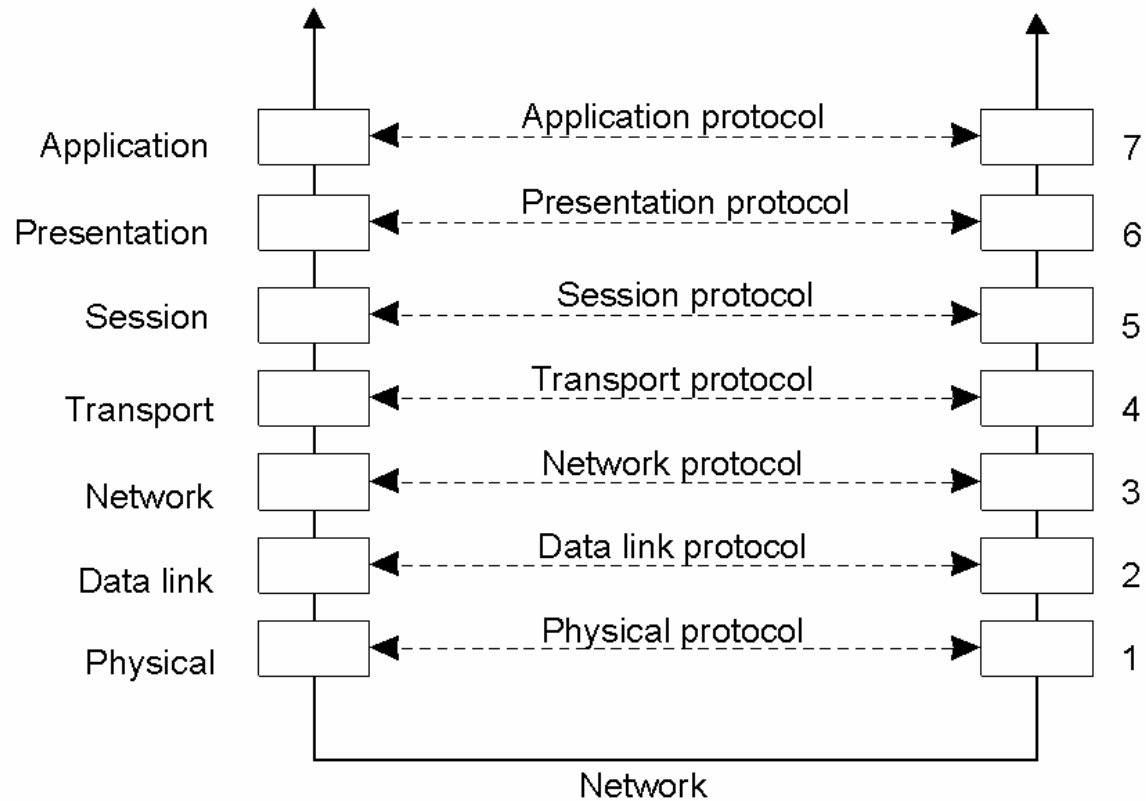 Application protocol
Application
7
Presentation protocol
Presentation
6
Session protocol
Session
5
Transport protocol
Transport
4
Network protocol
Network
3
Data link protocol
Data link
2
Physical protocol
Physical
1
Network